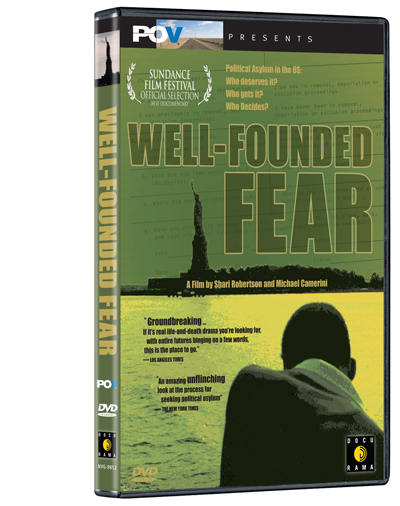 POV PRESENTS
SUNDANCE
FILM FESTIVAL
OFFICIAL SELECTION
BEST DOCUMENTARY
Political Asylum in the US:
Who deserves it?
Who gets it?
Who Decides?
WELL-FOUNDED
FEAR
A Film by Shari Robertson and Michael Camerini
"Groundbreaking ..
If it's real life-and-death drama you're looking for,
with entire futures hinging on a few words,
this is the place to go."
— LOS ANGELES TIMES
"An amazing unflinching
look at the process for
seeking political asylum"
— THE NEW YORK TIMES
DVD
DOCU
RAMA
WELL-FOUNDED FEAR
POV
DVD
VIDEO
DOCU
RAMA
NVG-9852